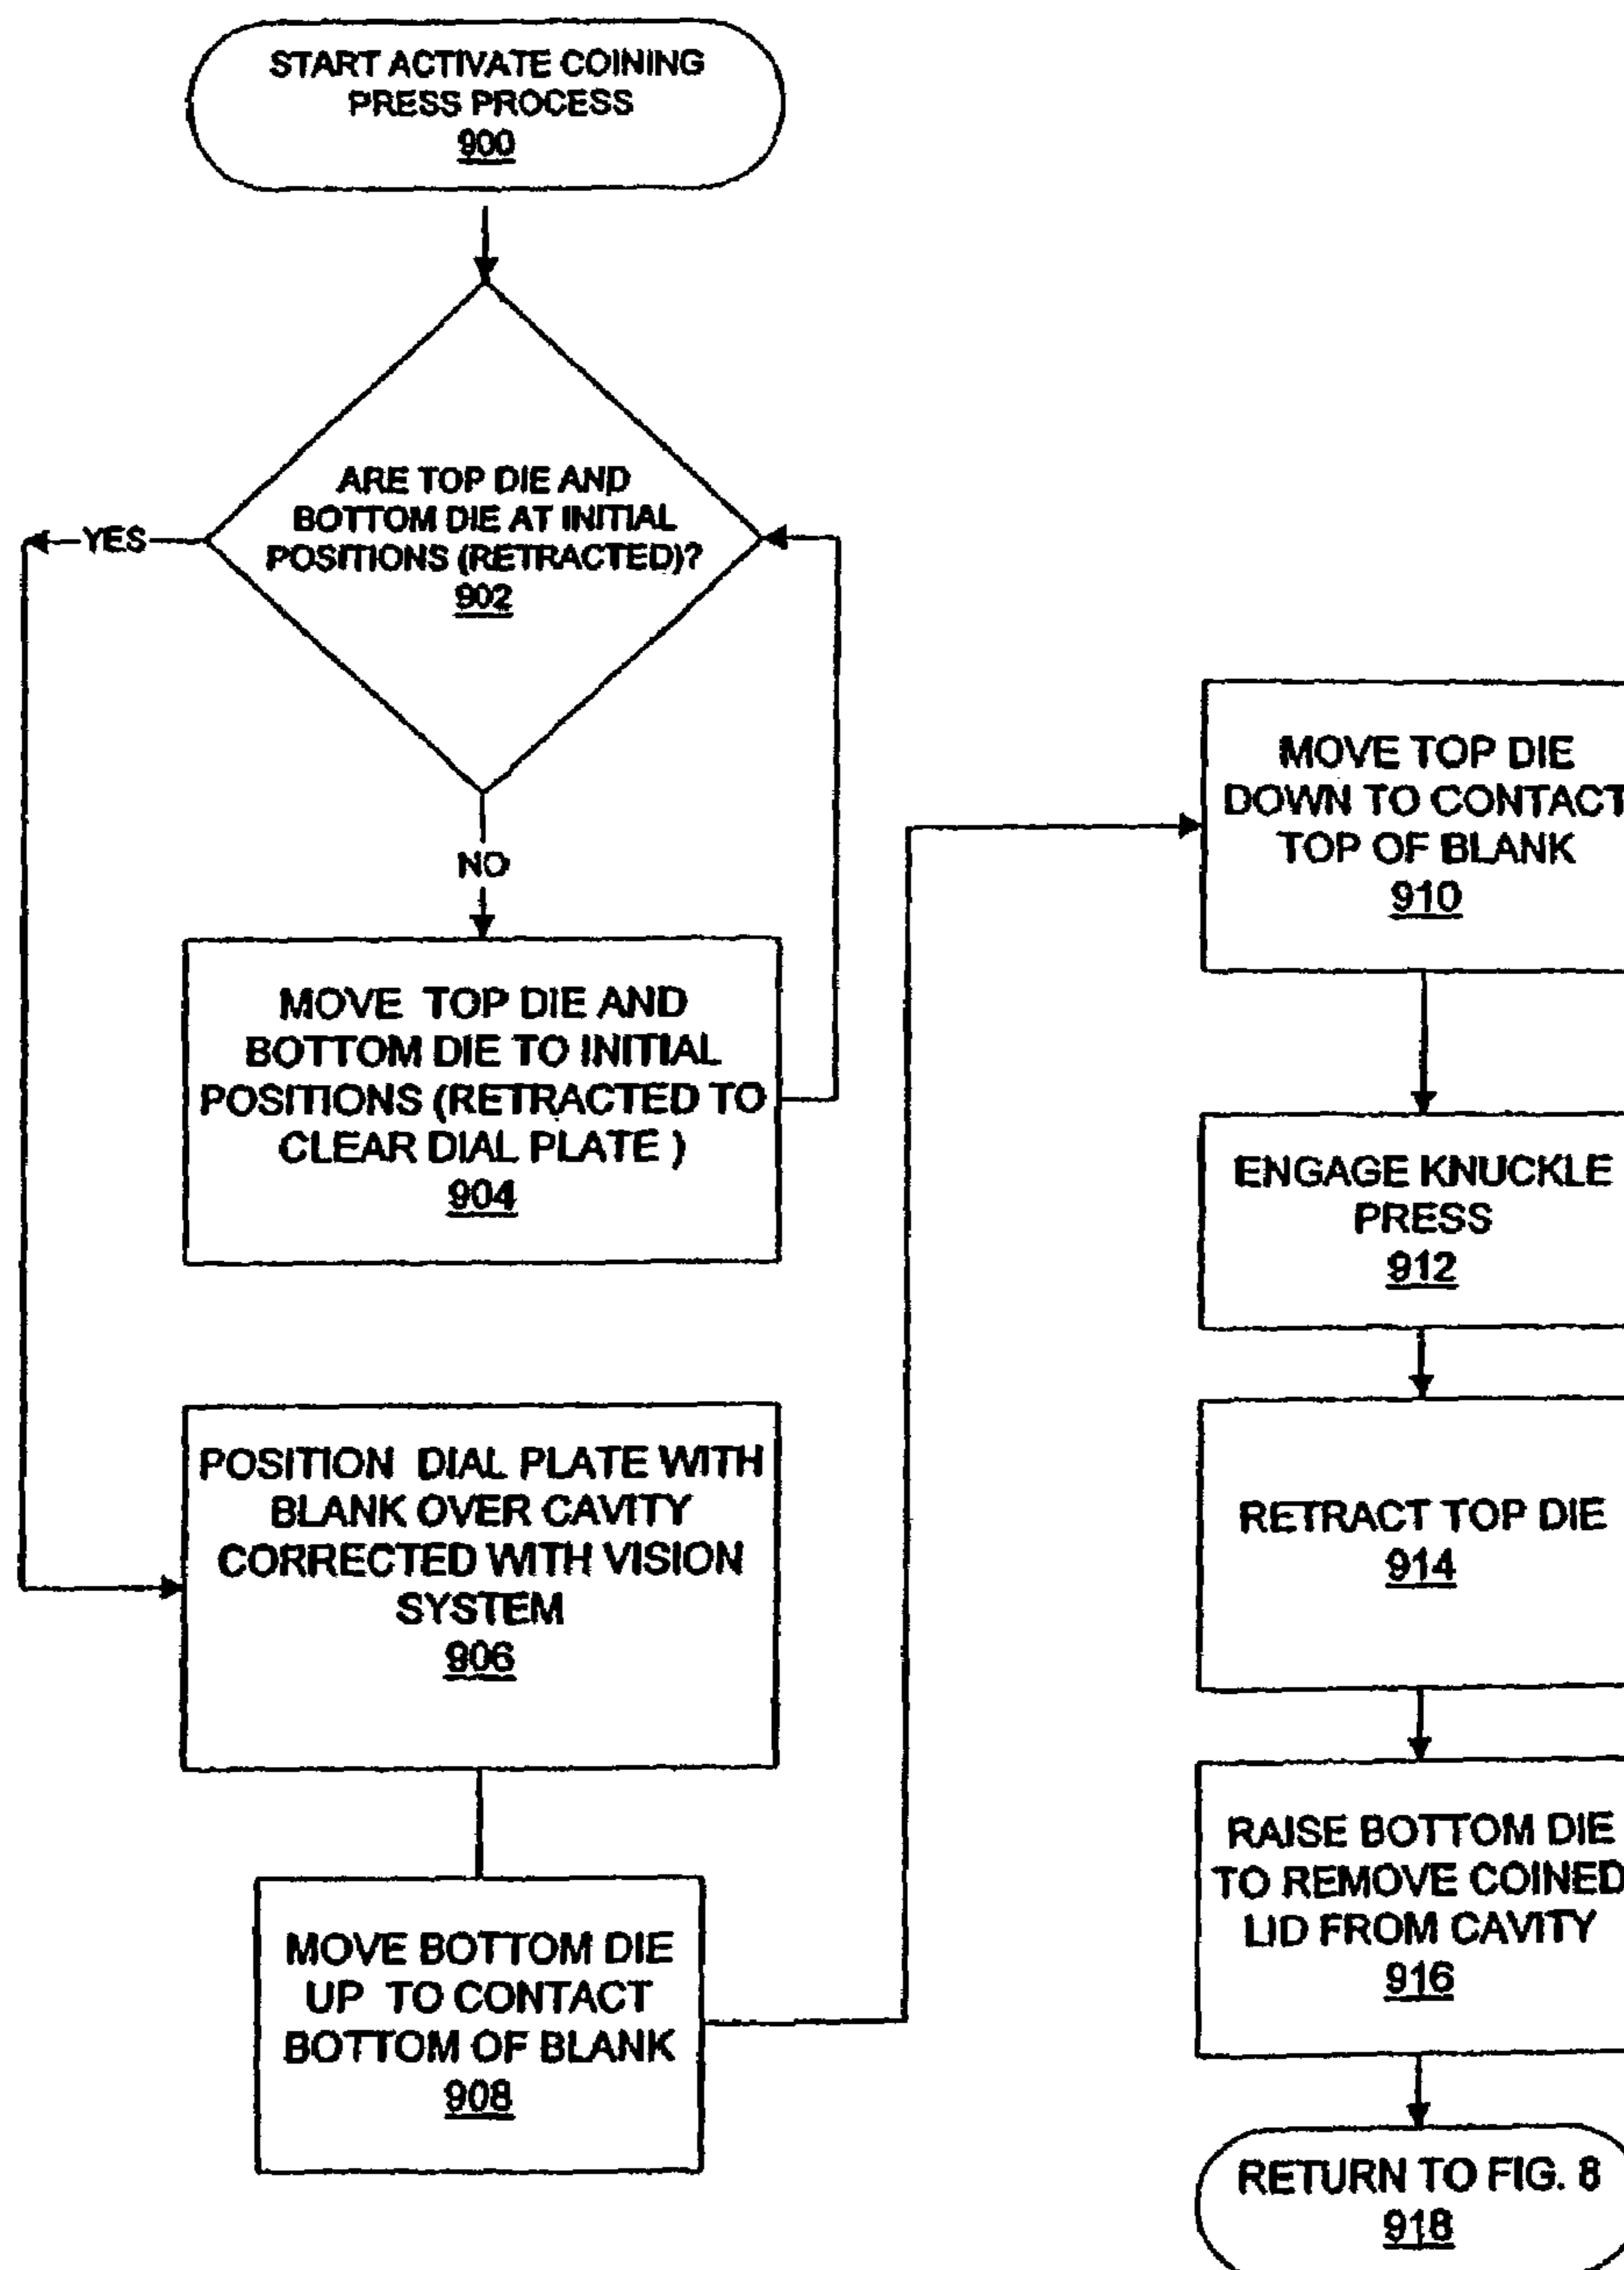 START ACTIVATE COINING
PRESS PROCESS
900
ARE TOP DIE AND
BOTTOM DIE AT INITIAL
POSITIONS (RETRACTED)?
902
YES
NO
MOVE TOP DIE AND
BOTTOM DIE TO INITIAL
POSITIONS (RETRACTED TO
CLEAR DIAL PLATE )
904
POSITION DIAL PLATE WITH
BLANK OVER CAVITY
CORRECTED WITH VISION
SYSTEM
906
MOVE BOTTOM DIE
UP TO CONTACT
BOTTOM OF BLANK
908
MOVE TOP DIE
DOWN TO CONTACT
TOP OF BLANK
910
ENGAGE KNUCKLE
PRESS
912
RETRACT TOP DIE
914
RAISE BOTTOM DIE
TO REMOVE COINED
LID FROM CAVITY
916
RETURN TO FIG. 8
918